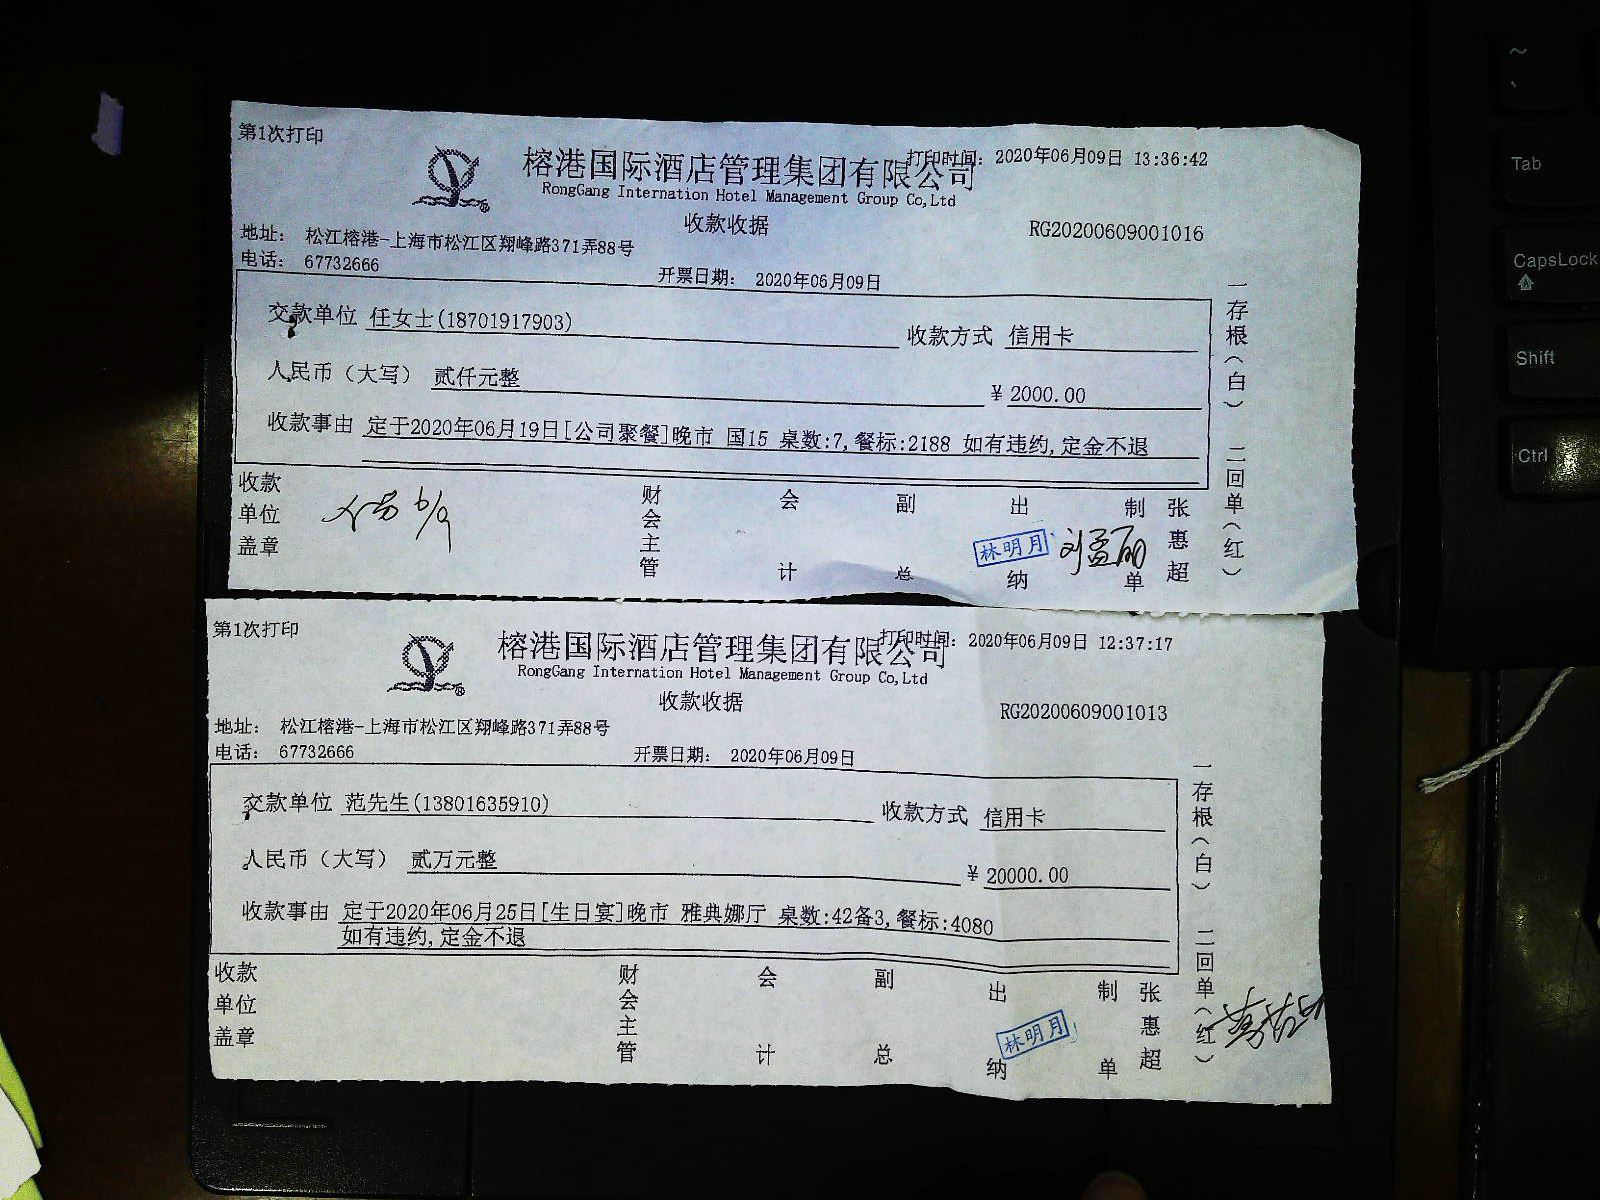 第1次打印
打印时间：2020年06月09日 13:36:42
榕港国际酒店管理集团有限公司
RongGang Internation Hotel Management Group Co,Ltd
收款收据
RG20200609001016
地址： 松江榕港-上海市松江区翔峰路371弄88号
电话： 67732666
开票日期： 2020年06月09日
交款单位 任女士(18701917903) 收款方式 信用卡
人民币（大写） 贰仟元整 ¥ 2000.00
收款事由 定于2020年06月19日[公司聚餐]晚市 国15 桌数:7,餐标:2188 如有违约,定金不退
收款单位盖章
6/9
财会主管
会计
副总
出纳
林明月
刘孟丽
制单
张惠超
一存根（白） 二回单（红）
第1次打印
打印时间：2020年06月09日 12:37:17
榕港国际酒店管理集团有限公司
RongGang Internation Hotel Management Group Co,Ltd
收款收据
RG20200609001013
地址： 松江榕港-上海市松江区翔峰路371弄88号
电话： 67732666
开票日期： 2020年06月09日
交款单位 范先生(13801635910) 收款方式 信用卡
人民币（大写） 贰万元整 ¥ 20000.00
收款事由 定于2020年06月25日[生日宴]晚市 雅典娜厅 桌数:42备3,餐标:4080
如有违约,定金不退
收款单位盖章
财会主管
会计
副总
出纳
林明月
制单
张惠超
一存根（白） 二回单（红）
~
Tab
CapsLock
Shift
Ctrl